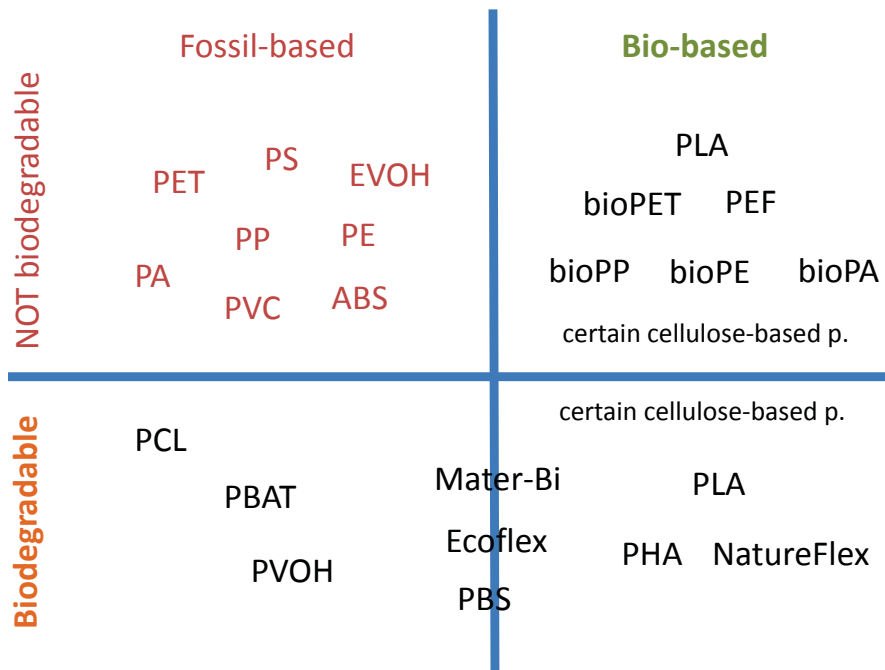 Fossil-based
Bio-based
NOT biodegradable
PS
PET
EVOH
PP
PE
PA
PVC
ABS
PLA
bioPET
PEF
bioPP
bioPE
bioPA
certain cellulose-based p.
Biodegradable
PCL
PBAT
PVOH
Mater-Bi
Ecoflex
PBS
certain cellulose-based p.
PLA
PHA
NatureFlex